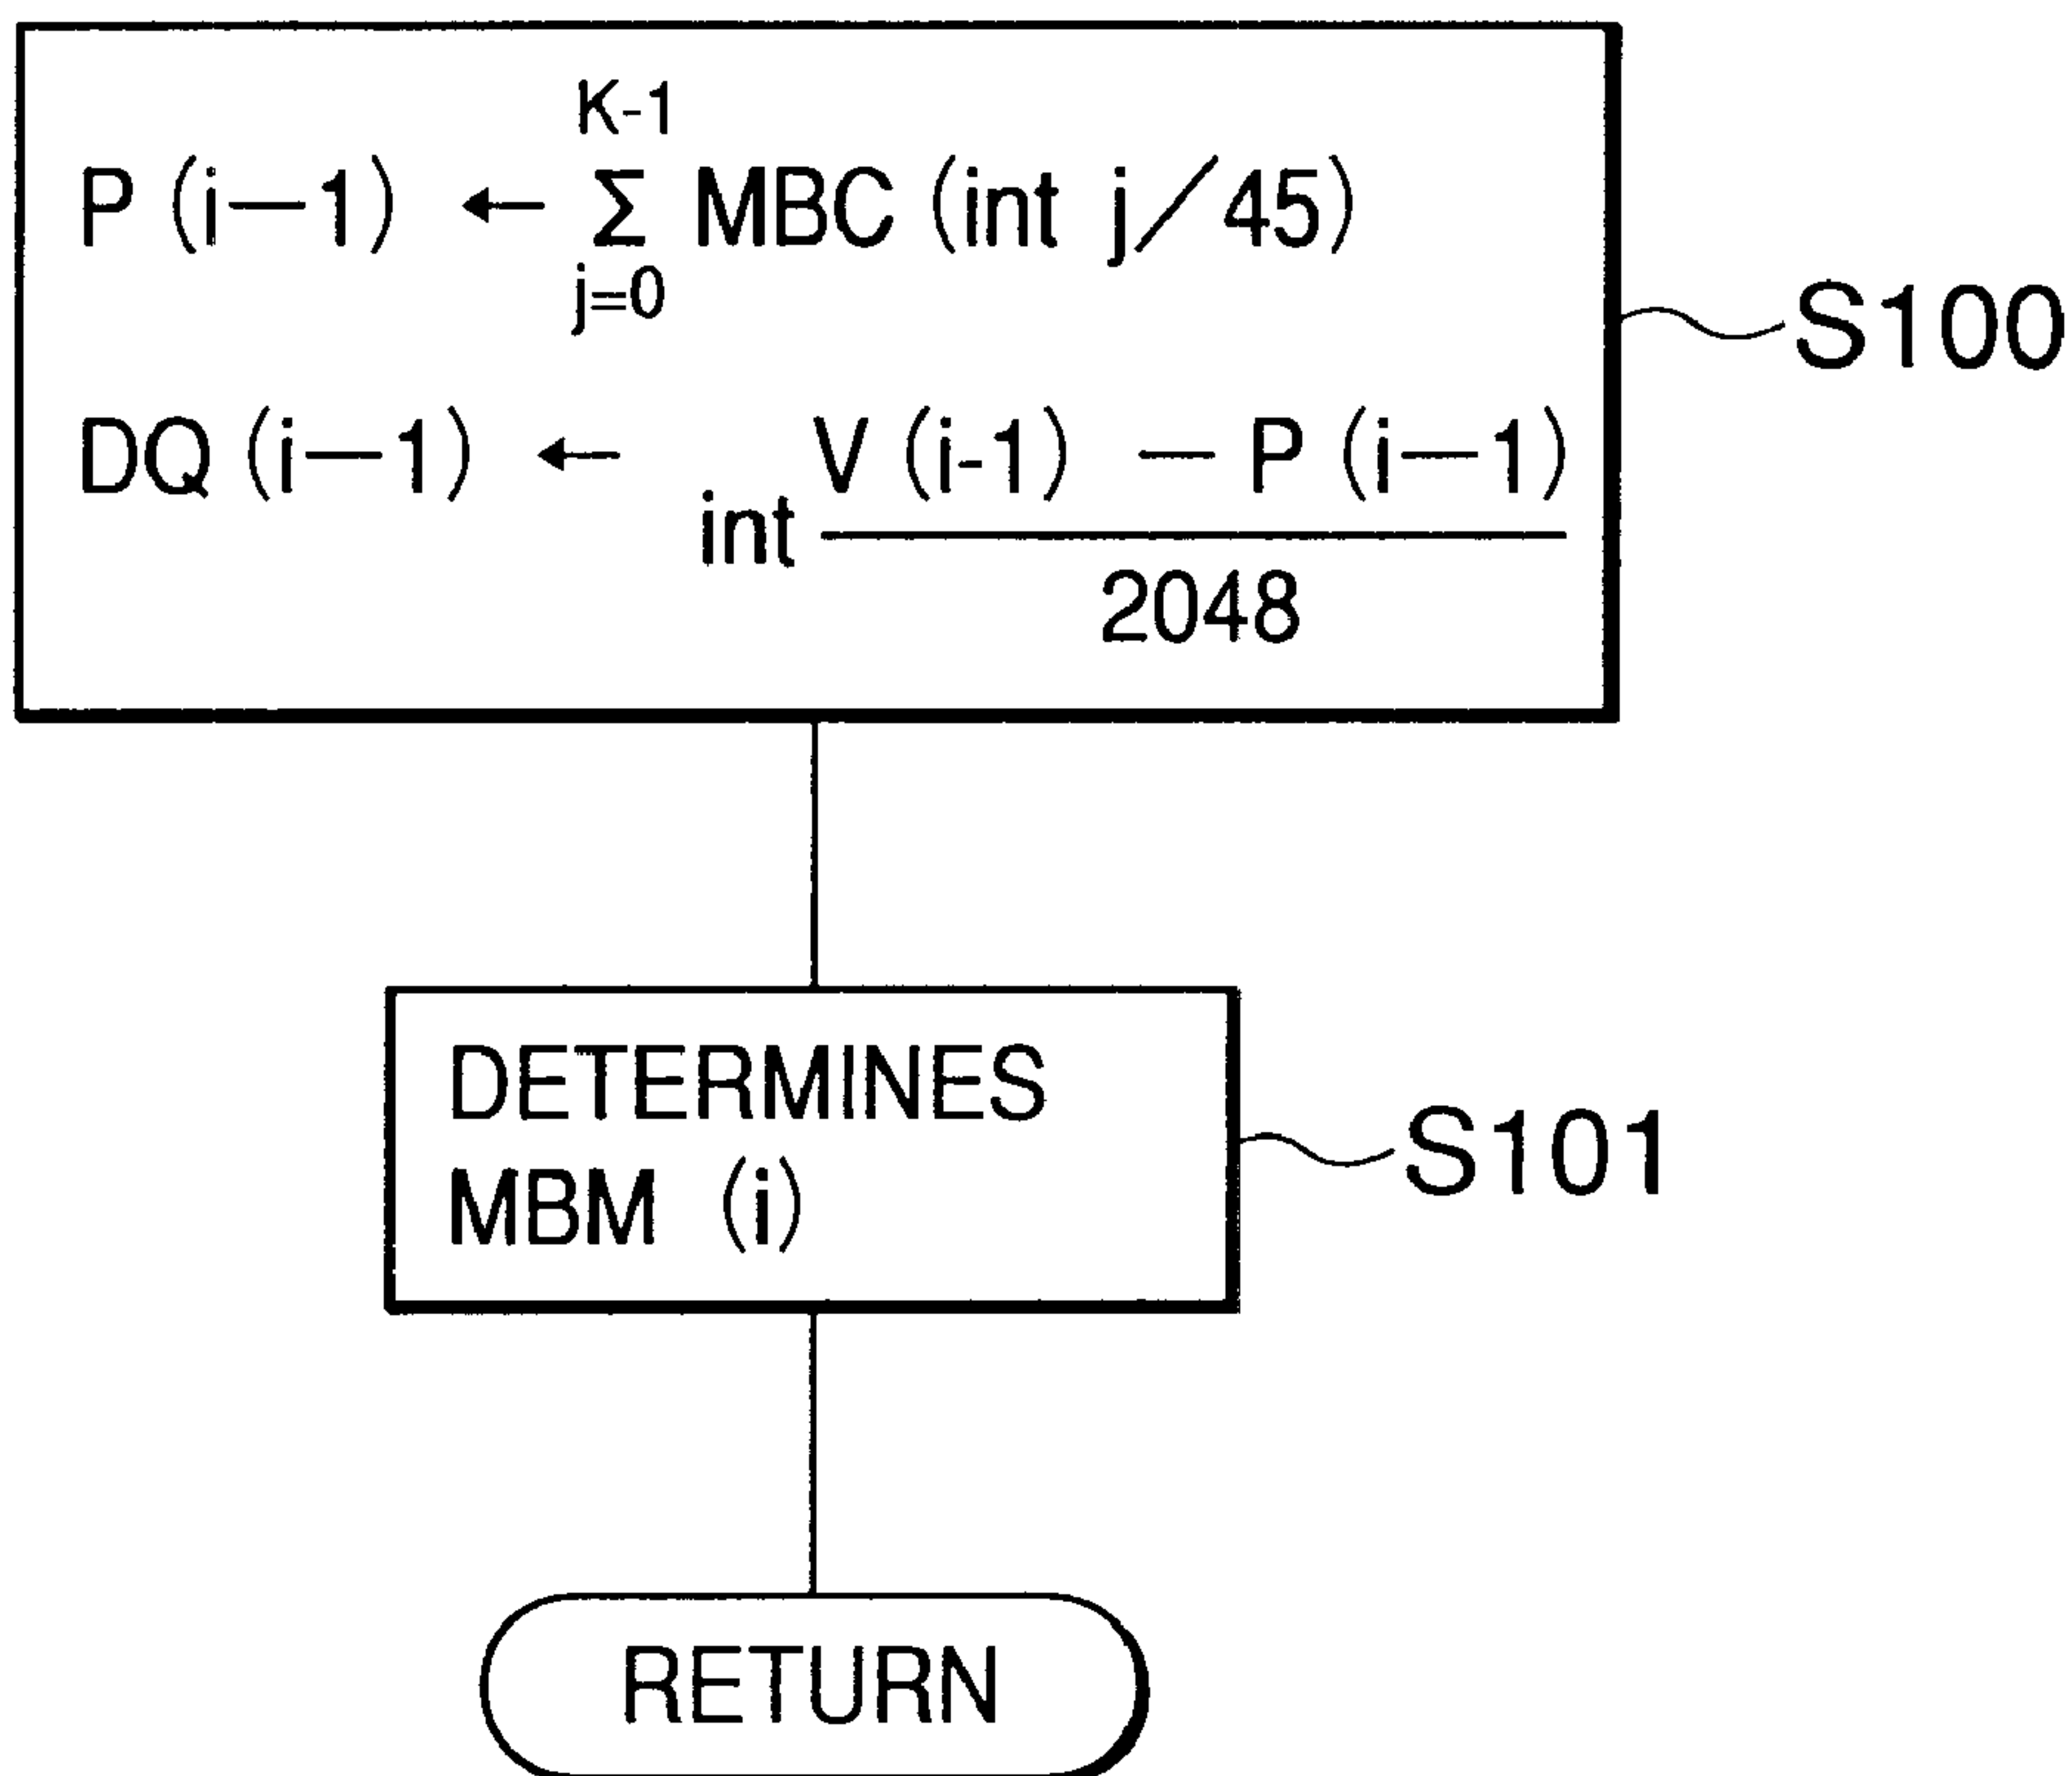 K-1
P (i—1) ← Σ MBC (int j／45)
j=0
S100
DQ (i—1) ← int V (i-1) — P (i—1)
2048
DETERMINES
MBM (i)
S101
RETURN